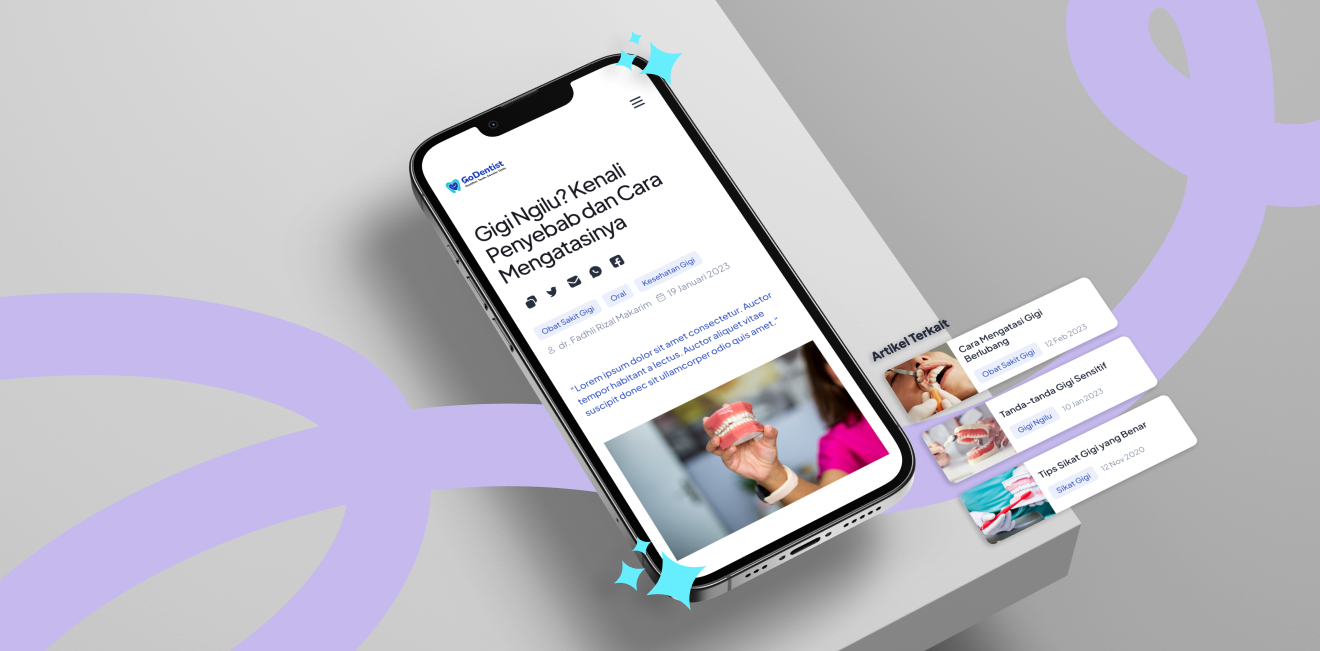 GoDentist
Gigi Ngilu? Kenali
Penyebab dan Cara
Mengatasinya
Obat Sakit Gigi
Oral
Kesehatan Gigi
dr. Fadhli Rizal Makarim
19 Januari 2023
"Lorem ipsum dolor sit amet consectetur. Auctor
tempor habitant a lectus. Auctor aliquet vitae
suscipit donec sit ullamcorper odio quis amet."
Artikel Terkait
Cara Mengatasi Gigi
Berlubang
Obat Sakit Gigi
12 Feb 2023
Tanda-tanda Gigi Sensitif
Gigi Ngilu
10 Jan 2023
Tips Sikat Gigi yang Benar
Sikat Gigi
12 Nov 2020